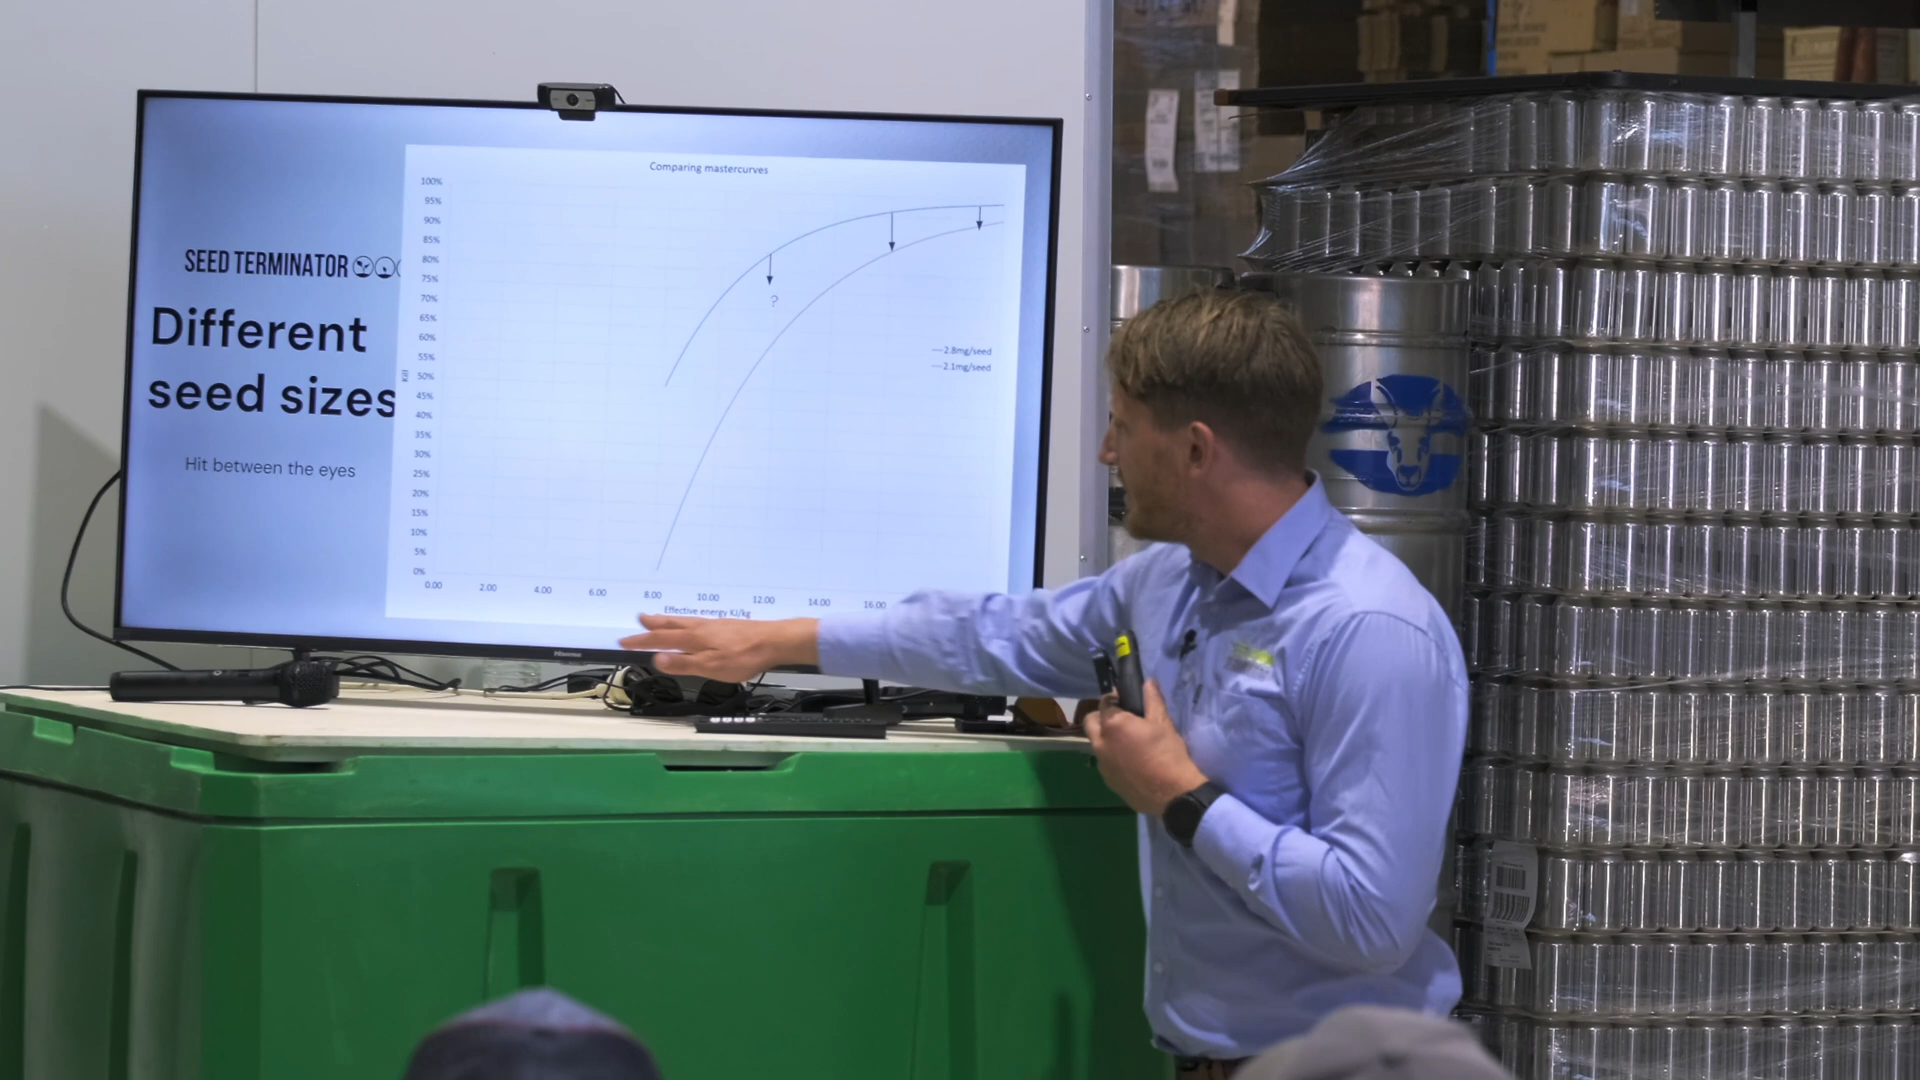 SEED TERMINATOR
Different
seed sizes
Hit between the eyes
Comparing mastercurves
100%
95%
90%
85%
80%
75%
70%
65%
60%
55%
50%
45%
40%
35%
30%
25%
20%
15%
10%
5%
0%
Kill
?
2.8mg/seed
2.1mg/seed
0.00 2.00 4.00 6.00 8.00 10.00 12.00 14.00 16.00
Effective energy KJ/kg
Hisense